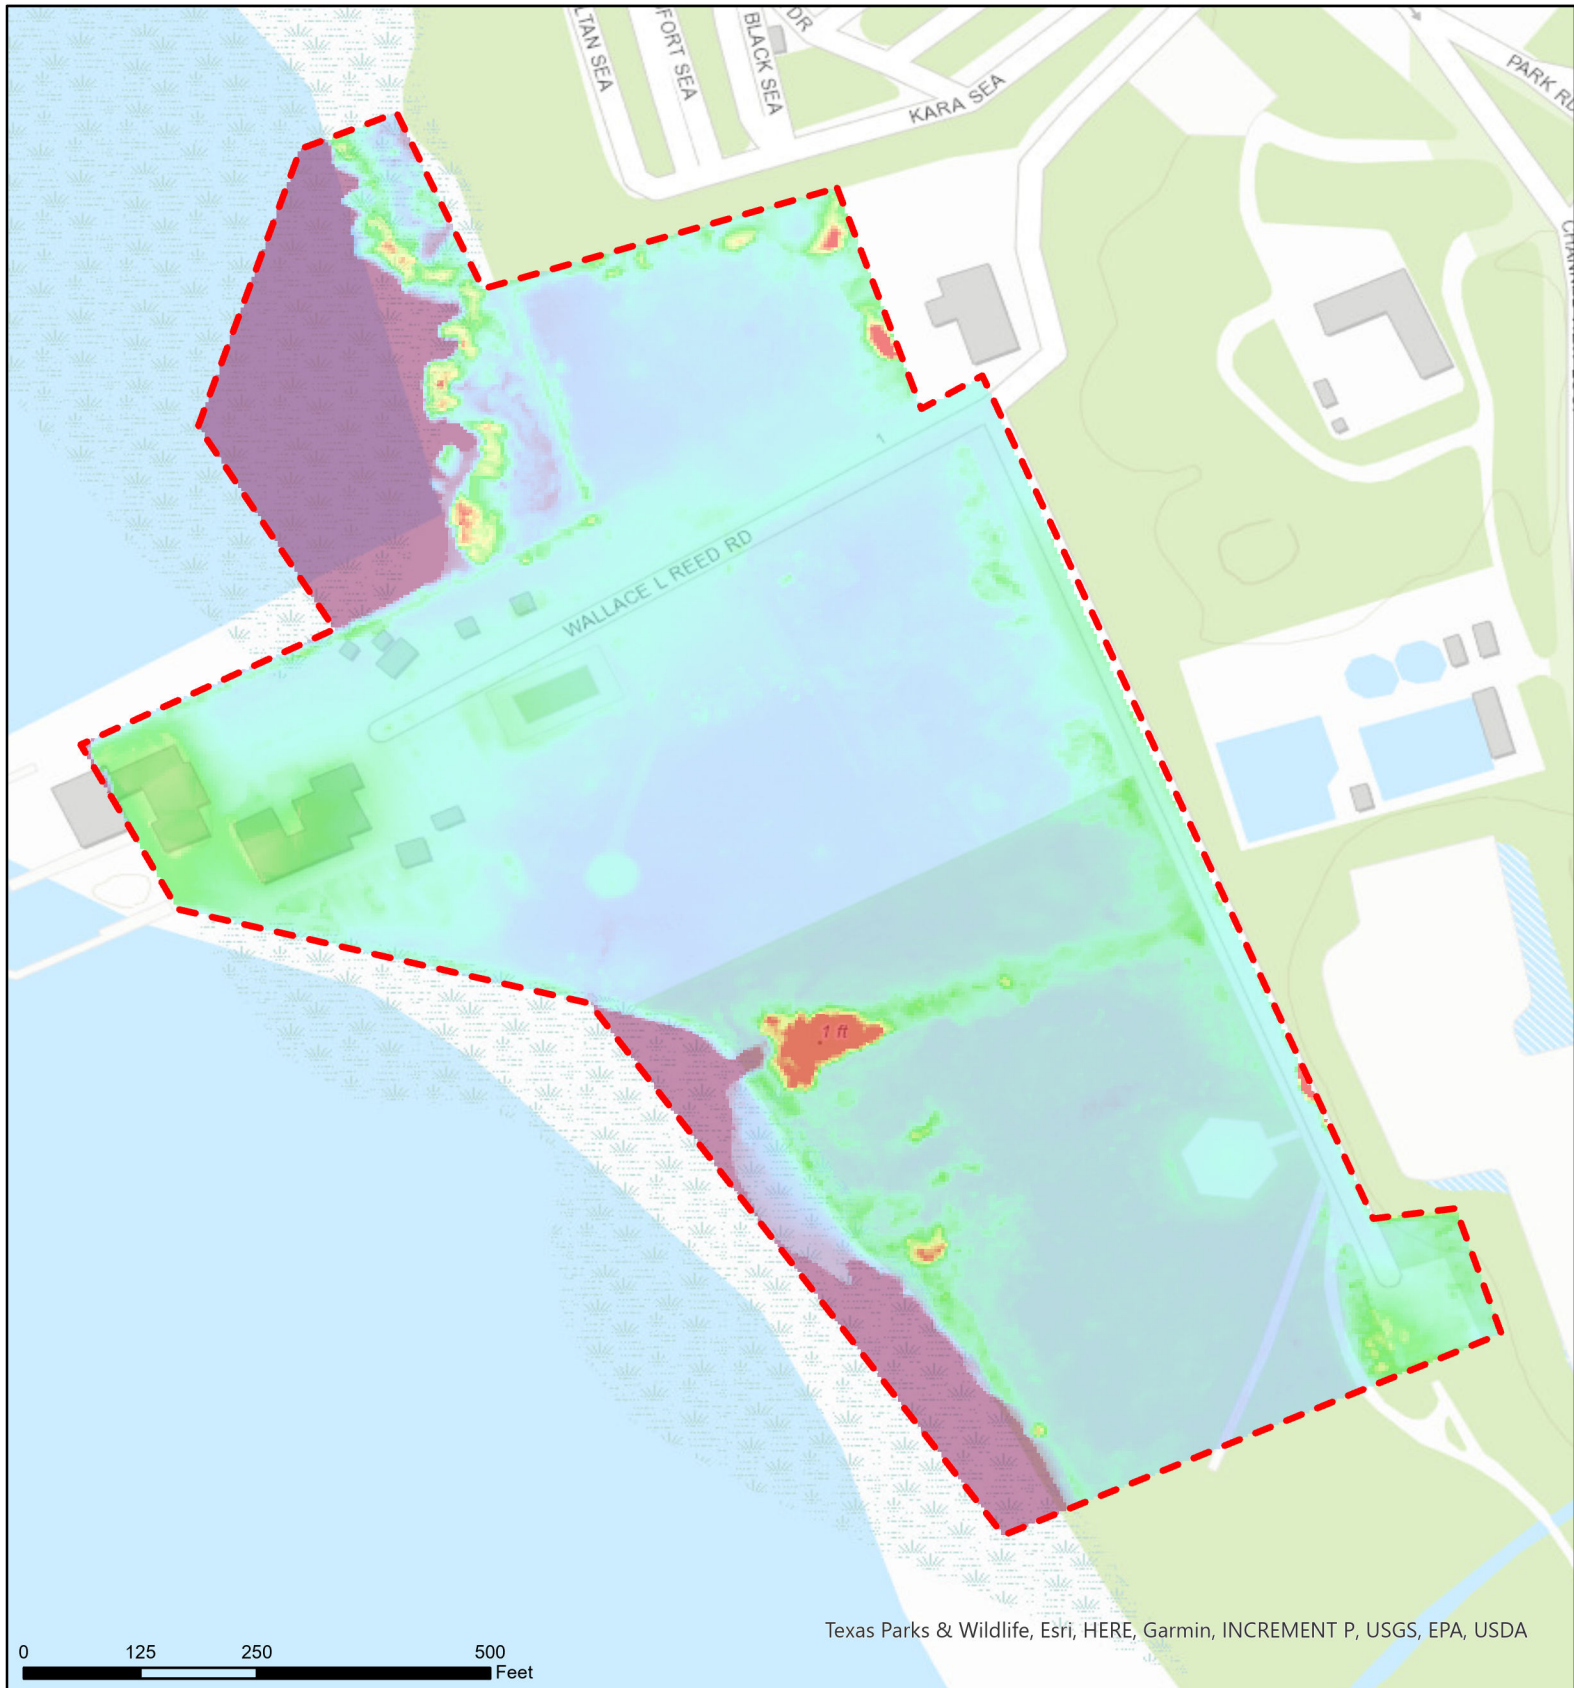 LTAN SEA
FORT SEA
BLACK SEA
DR
KARA SEA
PARK RD
1
WALLACE L REED RD
1 ft
Texas Parks & Wildlife, Esri, HERE, Garmin, INCREMENT P, USGS, EPA, USDA
0 125 250 500
Feet